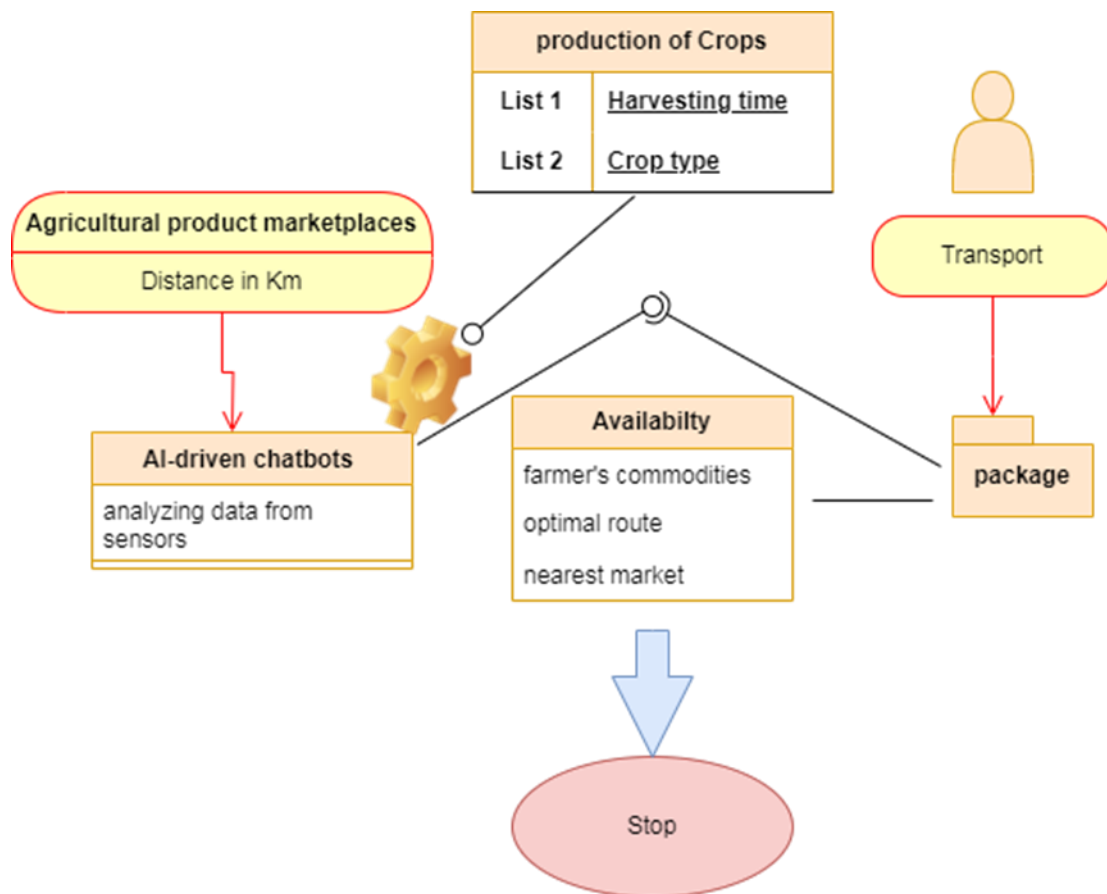 production of Crops
List 1 Harvesting time
List 2 Crop type
Agricultural product marketplaces
Distance in Km
Transport
AI-driven chatbots
analyzing data from
sensors
Availabilty
farmer's commodities
optimal route
nearest market
package
Stop